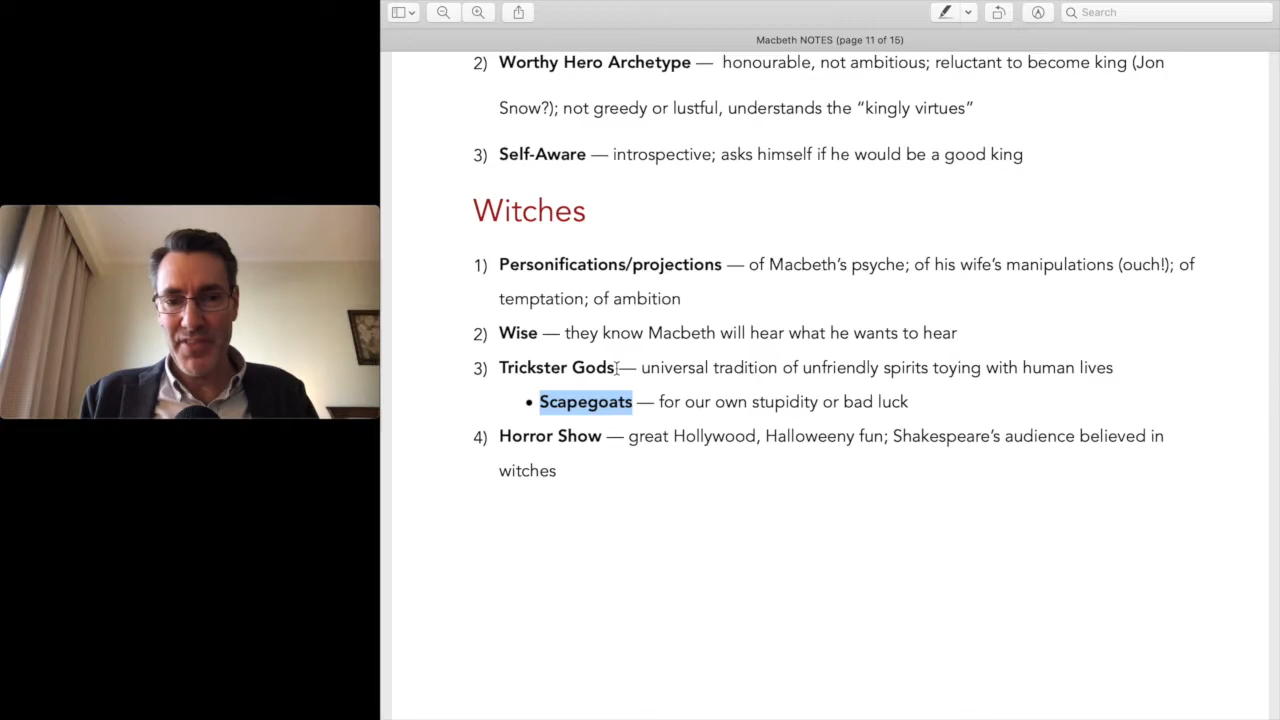 Search
Macbeth NOTES (page 11 of 15)
2) Worthy Hero Archetype — honourable, not ambitious; reluctant to become king (Jon
Snow?); not greedy or lustful, understands the “kingly virtues”
3) Self-Aware — introspective; asks himself if he would be a good king
Witches
1) Personifications/projections — of Macbeth’s psyche; of his wife’s manipulations (ouch!); of
temptation; of ambition
2) Wise — they know Macbeth will hear what he wants to hear
3) Trickster Gods — universal tradition of unfriendly spirits toying with human lives
• Scapegoats — for our own stupidity or bad luck
4) Horror Show — great Hollywood, Halloweeny fun; Shakespeare’s audience believed in
witches